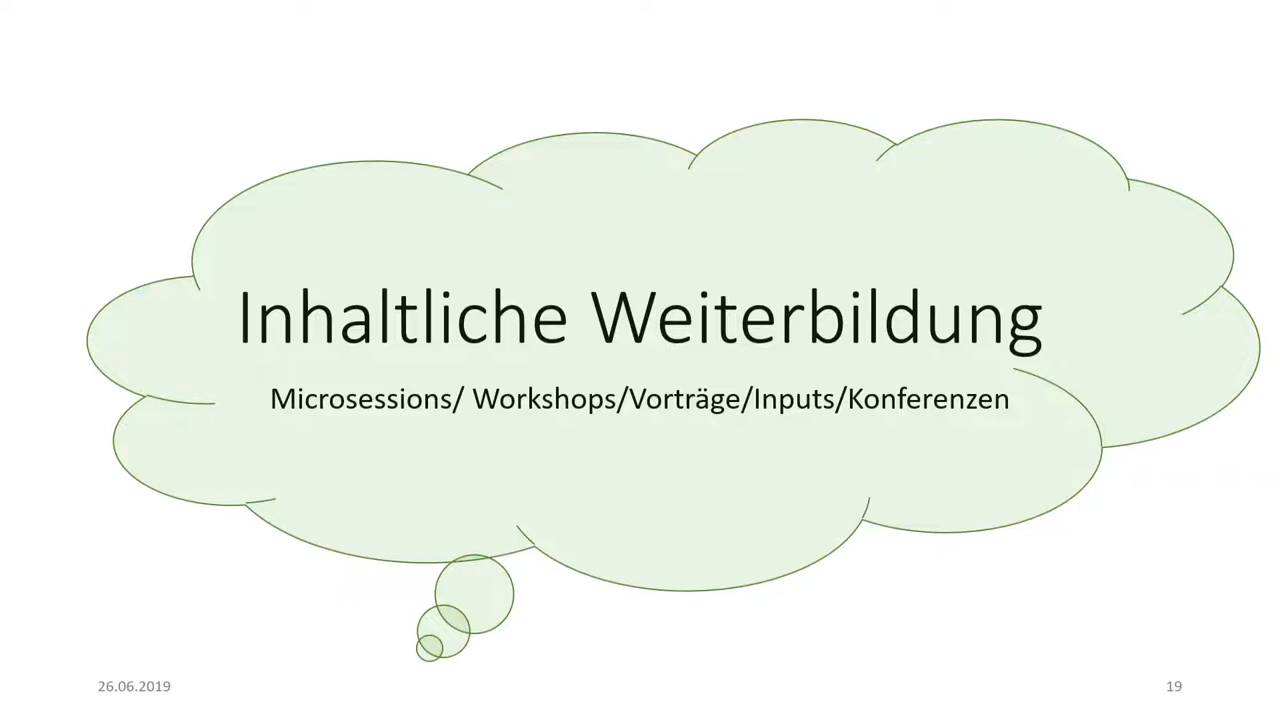 Inhaltliche Weiterbildung
Microsessions/ Workshops/Vorträge/Inputs/Konferenzen
26.06.2019
19